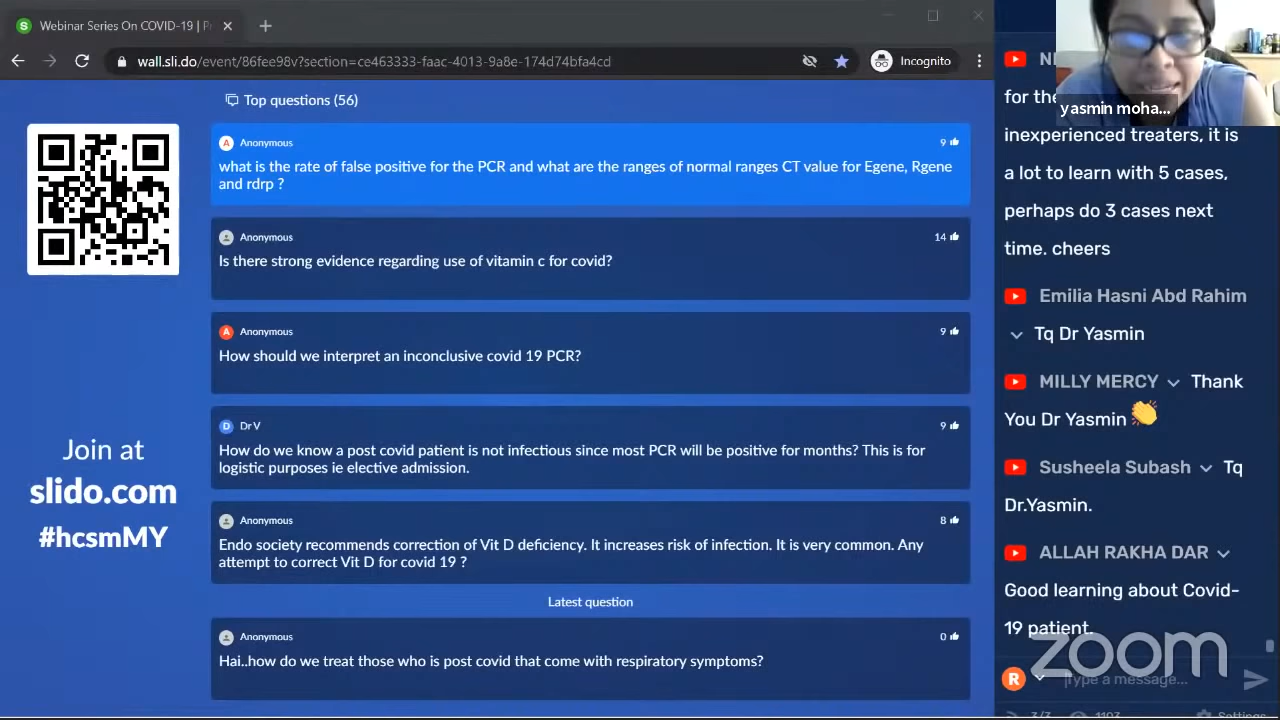 Webinar Series On COVID-19 | P
wall.sli.do/event/86fee98v?section=ce463333-faac-4013-9a8e-174d74bfa4cd
Incognito
Top questions (56)
Anonymous
9
what is the rate of false positive for the PCR and what are the ranges of normal ranges CT value for Egene, Rgene
and rdrp ?
Anonymous
14
Is there strong evidence regarding use of vitamin c for covid?
Anonymous
9
How should we interpret an inconclusive covid 19 PCR?
Dr V
9
How do we know a post covid patient is not infectious since most PCR will be positive for months? This is for
logistic purposes ie elective admission.
Anonymous
8
Endo society recommends correction of Vit D deficiency. It increases risk of infection. It is very common. Any
attempt to correct Vit D for covid 19 ?
Latest question
Anonymous
0
Hai..how do we treat those who is post covid that come with respiratory symptoms?
Join at
slido.com
#hcsmMY
yasmin moha...
for the
inexperienced treaters, it is
a lot to learn with 5 cases,
perhaps do 3 cases next
time. cheers
Emilia Hasni Abd Rahim
Tq Dr Yasmin
MILLY MERCY Thank
You Dr Yasmin
Susheela Subash Tq
Dr.Yasmin.
ALLAH RAKHA DAR
Good learning about Covid-
19 patient.
zoom
R
Type a message...